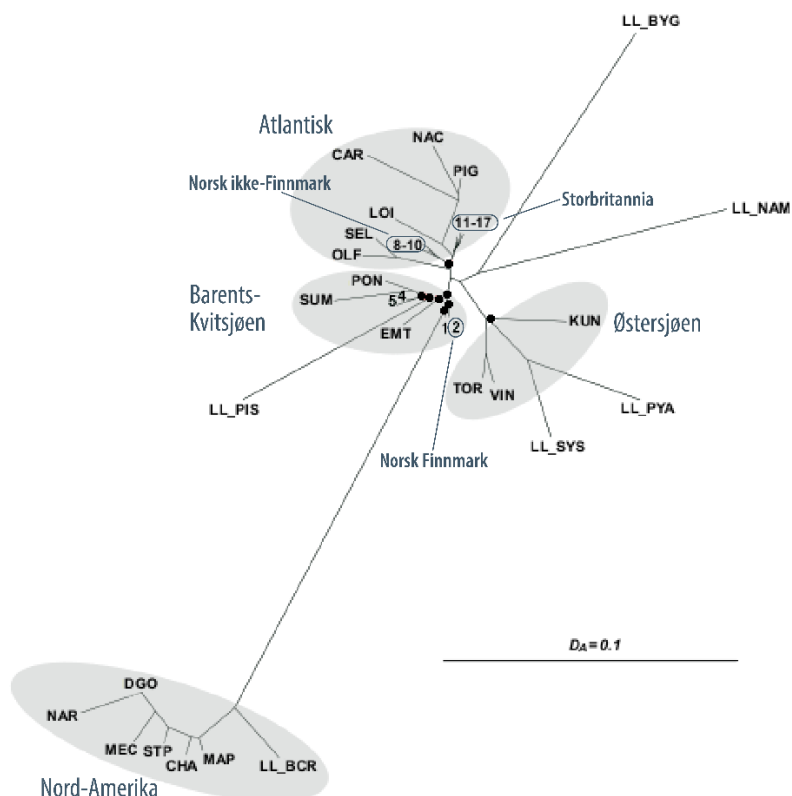 LL_BYG
Atlantisk
NAC
CAR
PIG
Norsk ikke-Finnmark
Storbritannia
LL_NAM
LOI
11-17
SEL
8-10
OLF
PON
Barents-
Kvitsjøen
SUM
5 4
EMT
1 2
KUN
Østersjøen
TOR
VIN
LL_PIS
LL_PYA
LL_SYS
Norsk Finnmark
DA = 0.1
DGO
NAR
MEC
STP
CHA
MAP
LL_BCR
Nord-Amerika